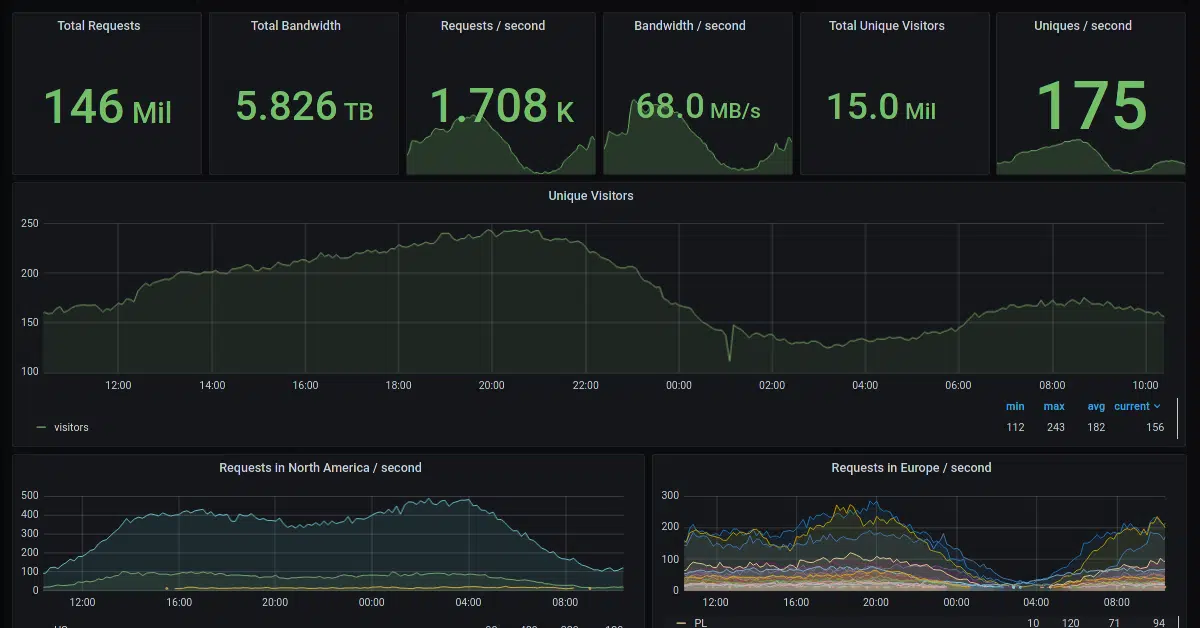 Total Requests
146 Mil
Total Bandwidth
5.826 TB
Requests / second
1.708 K
Bandwidth / second
68.0 MB/s
Total Unique Visitors
15.0 Mil
Uniques / second
175
Unique Visitors
250
200
150
100
12:00 14:00 16:00 18:00 20:00 22:00 00:00 02:00 04:00 06:00 08:00 10:00
min max avg current
visitors 112 243 182 156
Requests in North America / second
500
400
300
200
100
0
12:00 16:00 20:00 00:00 04:00 08:00
Requests in Europe / second
300
200
100
0
12:00 16:00 20:00 00:00 04:00 08:00
PL 10 120 71 94